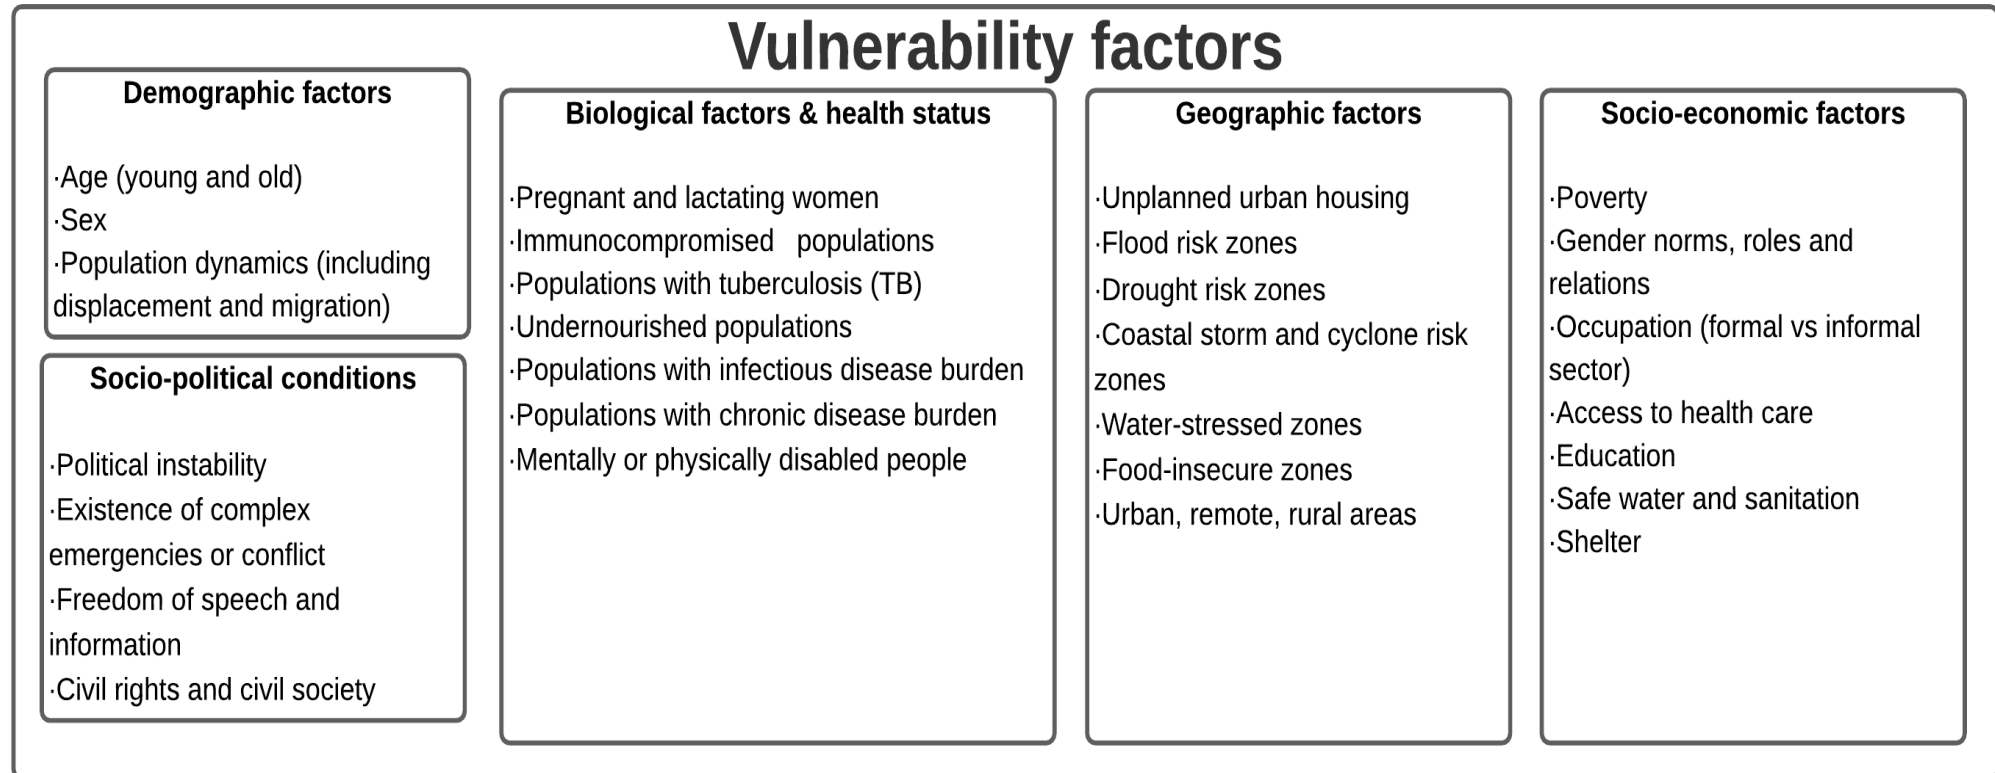 Vulnerability factors
Demographic factors
·Age (young and old)
·Sex
·Population dynamics (including
displacement and migration)
Socio-political conditions
·Political instability
·Existence of complex
emergencies or conflict
·Freedom of speech and
information
·Civil rights and civil society
Biological factors & health status
·Pregnant and lactating women
·Immunocompromised populations
·Populations with tuberculosis (TB)
·Undernourished populations
·Populations with infectious disease burden
·Populations with chronic disease burden
·Mentally or physically disabled people
Geographic factors
·Unplanned urban housing
·Flood risk zones
·Drought risk zones
·Coastal storm and cyclone risk
zones
·Water-stressed zones
·Food-insecure zones
·Urban, remote, rural areas
Socio-economic factors
·Poverty
·Gender norms, roles and
relations
·Occupation (formal vs informal
sector)
·Access to health care
·Education
·Safe water and sanitation
·Shelter